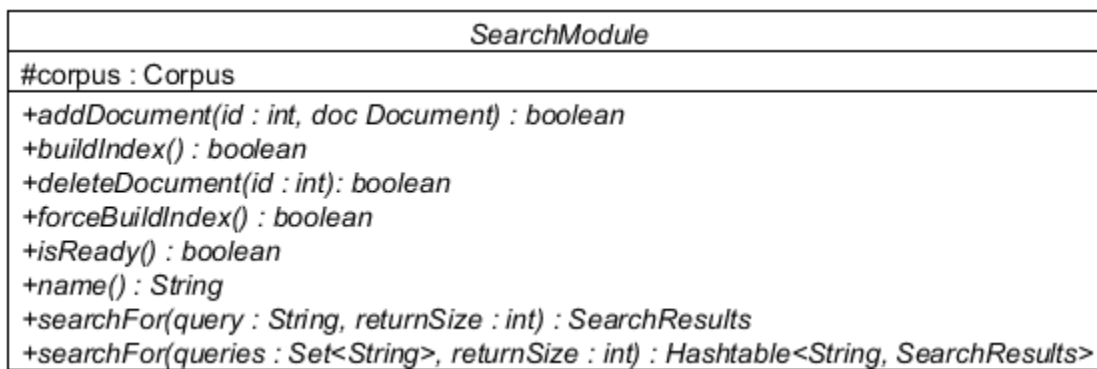 SearchModule
#corpus : Corpus
+addDocument(id : int, doc Document) : boolean
+buildIndex() : boolean
+deleteDocument(id : int): boolean
+forceBuildIndex() : boolean
+isReady() : boolean
+name() : String
+searchFor(query : String, returnSize : int) : SearchResults
+searchFor(queries : Set<String>, returnSize : int) : Hashtable<String, SearchResults>